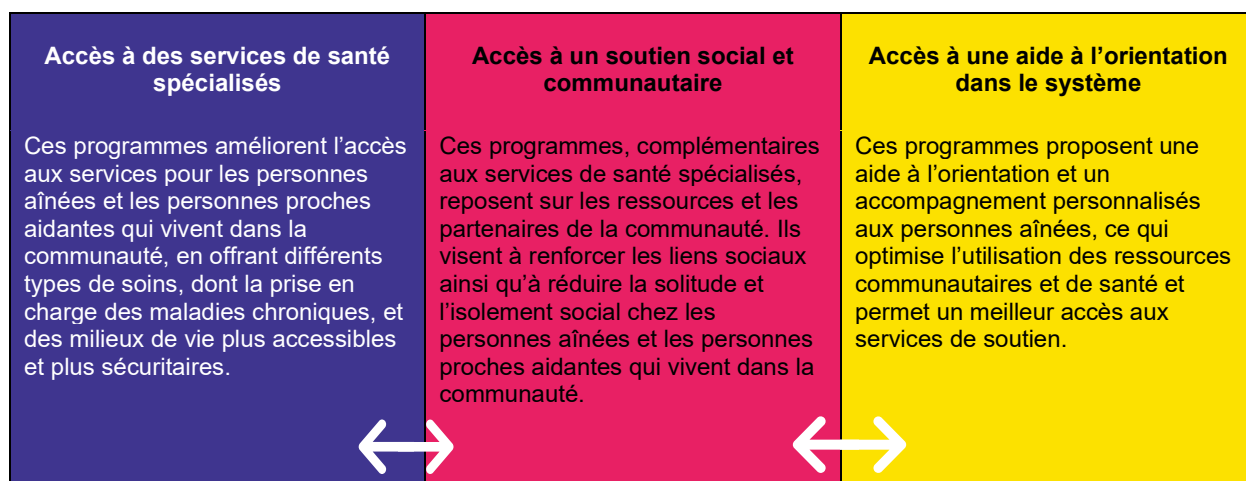 Accès à des services de santé
spécialisés
Ces programmes améliorent l’accès
aux services pour les personnes
aînées et les personnes proches
aidantes qui vivent dans la
communauté, en offrant différents
types de soins, dont la prise en
charge des maladies chroniques, et
des milieux de vie plus accessibles
et plus sécuritaires.
Accès à un soutien social et
communautaire
Ces programmes, complémentaires
aux services de santé spécialisés,
reposent sur les ressources et les
partenaires de la communauté. Ils
visent à renforcer les liens sociaux
ainsi qu’à réduire la solitude et
l’isolement social chez les
personnes aînées et les personnes
proches aidantes qui vivent dans la
communauté.
Accès à une aide à l’orientation
dans le système
Ces programmes proposent une
aide à l’orientation et un
accompagnement personnalisés
aux personnes aînées, ce qui
optimise l’utilisation des ressources
communautaires et de santé et
permet un meilleur accès aux
services de soutien.